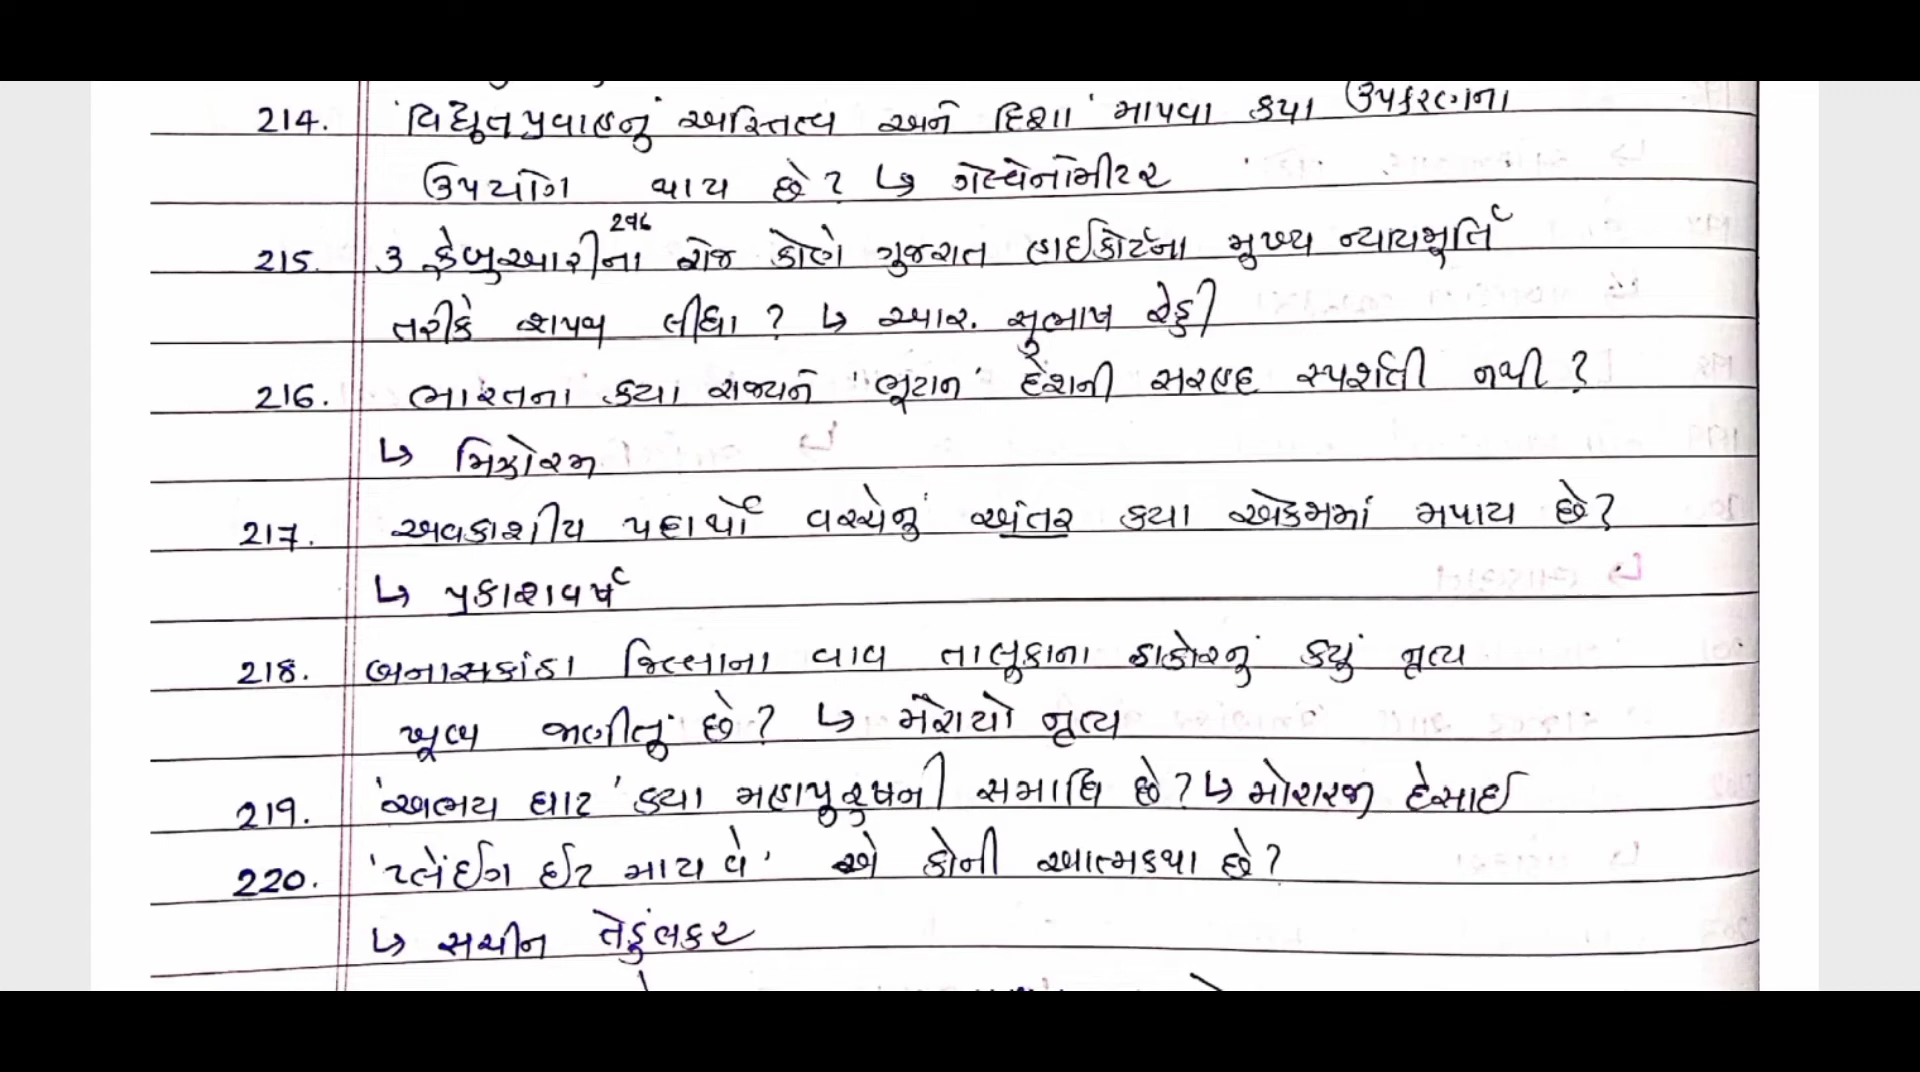 214. 'વિદ્યુતપ્રવાહનું અસ્તિત્વ અને દિશા' માપવા કયા ઉપકરણના
ઉપયોગ થાય છે? ↳ ગેલ્વેનોમીટર
215. ૩ ફેબ્રુઆરીના રોજ કોણે ગુજરાત હાઈકોર્ટના મુખ્ય ન્યાયમૂર્તિ
તરીકે શપથ લીધા? ↳ આર. સુભાષ રેડ્ડી
216. ભારતના કયા રાજ્યને 'ભૂટાન' દેશની સરહદ સ્પર્શતી નથી?
↳ મિઝોરમ
217. અવકાશીય પદાર્થો વચ્ચેનું અંતર કયા એકમમાં મપાય છે?
↳ પ્રકાશવર્ષ
218. બનાસકાંઠા જિલ્લાના વાવ તાલુકાના ઠાકોરનું કયું નૃત્ય
ખૂબ જાણીતું છે? ↳ મેરાયો નૃત્ય
219. 'અભય ઘાટ' કયા મહાપુરુષની સમાધિ છે? ↳ મોરારજી દેસાઈ
220. 'પ્લેઈંગ ઈટ માય વે' એ કોની આત્મકથા છે?
↳ સચીન તેંડુલકર